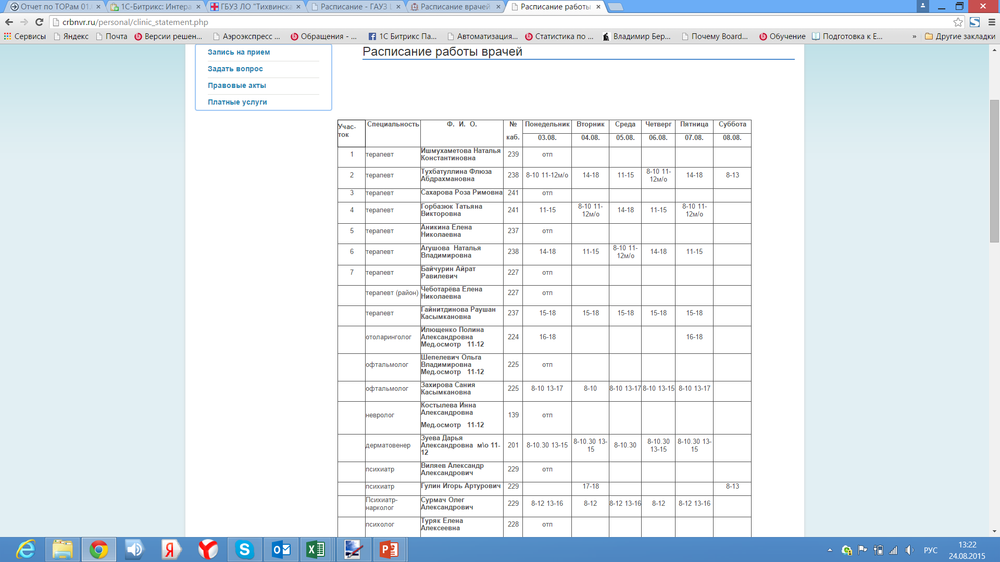 Отчет по ТОРам 01.
1С-Битрикс: Интера
ГБУЗ ЛО "Тихвинска
Расписание - ГАУЗ
Расписание врачей
Расписание работы
crbnvr.ru/personal/clinic_statement.php
Сервисы Яндекс Почта Версии решен... Аэроэкспресс ... Обращения - ... 1С Битрикс Па... Автоматизация... Статистика по ... Владимир Бер... Почему Board... Обучение Подготовка к Е... » Другие закладки
Запись на прием
Задать вопрос
Правовые акты
Платные услуги
Расписание работы врачей
Учас-ток Специальность Ф. И. О. № каб. Понедельник Вторник Среда Четверг Пятница Суббота
03.08. 04.08. 05.08. 06.08. 07.08. 08.08.
1 терапевт Ишмухаметова Наталья Константиновна 239 отп
2 терапевт Тухбатуллина Флюза Абдрахмановна 238 8-10 11-12м/о 14-18 11-15 8-10 11-12м/о 14-18 8-13
3 терапевт Сахарова Роза Римовна 241 отп
4 терапевт Горбазюк Татьяна Викторовна 241 11-15 8-10 11-12м/о 14-18 11-15 8-10 11-12м/о
5 терапевт Аникина Елена Николаевна 237 отп
6 терапевт Агушова Наталья Владимировна 238 14-18 11-15 8-10 11-12м/о 14-18 11-15
7 терапевт Байчурин Айрат Равилевич 227 отп
терапевт (район) Чеботарёва Елена Николаевна 227 отп
терапевт Гайнитдинова Раушан Касымкановна 237 15-18 15-18 15-18 15-18 15-18
отоларинголог Илющенко Полина Александровна Мед.осмотр 11-12 224 16-18 16-18
офтальмолог Шепелевич Ольга Владимировна Мед.осмотр 11-12 225 отп
офтальмолог Захирова Сания Касымкановна 225 8-10 13-17 8-10 8-10 13-17 8-10 13-15 8-10 13-17
невролог Костылева Инна Александровна Мед.осмотр 11-12 139 отп
дерматовенер Зуева Дарья Александровна м\о 11-12 201 8-10.30 13-15 8-10.30 13-15 8-10.30 8-10.30 13-15 8-10.30 13-15
психиатр Виляев Александр Александрович 229 отп
психиатр Гулин Игорь Артурович 229 17-18 8-13
Психиатр-нарколог Сурмач Олег Александрович 229 8-12 13-16 8-12 8-12 13-16 8-12 8-12 13-16
психолог Туряк Елена Алексеевна 228 отп
РУС
13:22
24.08.2015